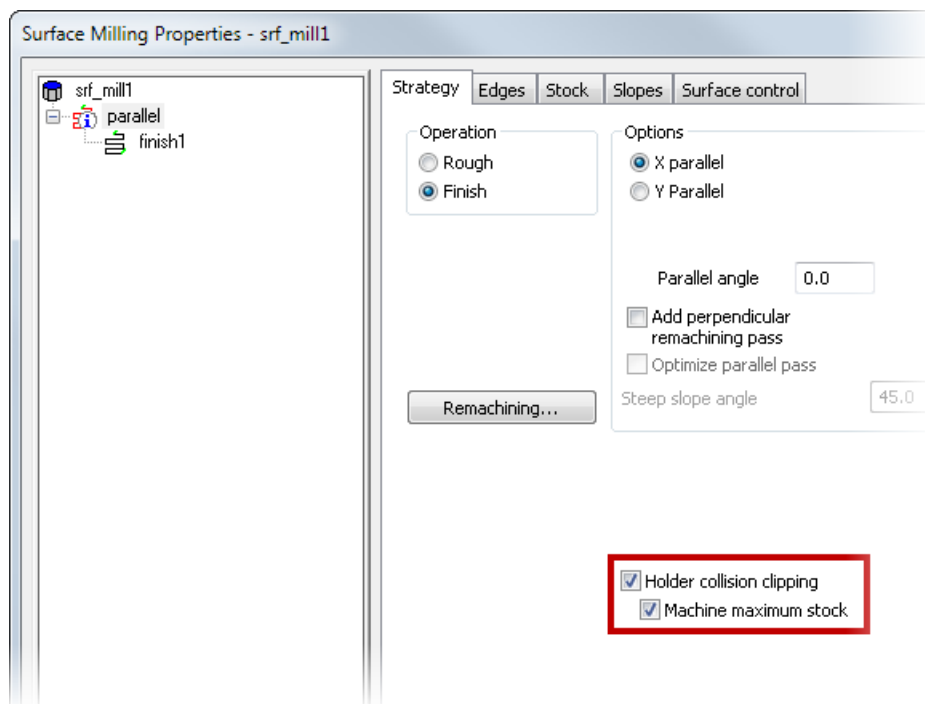 Surface Milling Properties - srf_mill1
srf_mill1
parallel
finish1
Strategy
Edges
Stock
Slopes
Surface control
Operation
Rough
Finish
Remachining...
Options
X parallel
Y Parallel
Parallel angle
0.0
Add perpendicular
remachining pass
Optimize parallel pass
Steep slope angle
45.0
Holder collision clipping
Machine maximum stock